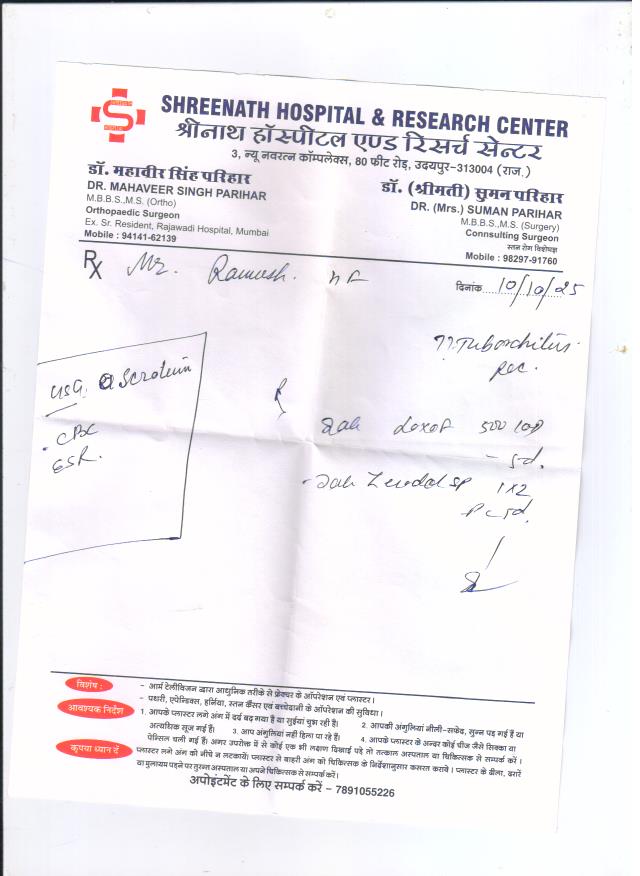 SHREENATH HOSPITAL & RESEARCH CENTER
श्रीनाथ हॉस्पीटल एण्ड रिसर्च सेन्टर
3, न्यू नवरत्न कॉम्पलेक्स, 80 फीट रोड़, उदयपुर-313004 (राज.)
डॉ. महावीर सिंह परिहार
DR. MAHAVEER SINGH PARIHAR
M.B.B.S.,M.S. (Ortho)
Orthopaedic Surgeon
Ex. Sr. Resident, Rajawadi Hospital, Mumbai
Mobile : 94141-62139
डॉ. (श्रीमती) सुमन परिहार
DR. (Mrs.) SUMAN PARIHAR
M.B.B.S.,M.S. (Surgery)
Connsulting Surgeon
स्तन रोग विशेषज्ञ
Mobile : 98297-91760
Rx Mr. Ramesh
दिनांक 10/10/25
USG Scrotum
CBC
ESR.
500
5d.
Tab Zerodol SP 1x2
5d.
विशेष :
- आर्म टेलीविजन द्वारा आधुनिक तरीके से फ्रेक्चर के ऑपरेशन एवं प्लास्टर।
- पथरी, एपेन्डिक्स, हर्निया, स्तन कैंसर एवं बच्चेदानी के ऑपरेशन की सुविधा।
आवश्यक निर्देश
1. आपके प्लास्टर लगे अंग में दर्द बढ़ गया है या सुईयां चुभ रही हैं। 2. आपकी अंगुलियां नीली-सफेद, सुन्न पड़ गई हैं या
अत्यधिक सूज गई हैं। 3. आप अंगुलियां नहीं हिला पा रहे हैं। 4. आपके प्लास्टर के अन्दर कोई चीज जैसे सिक्का या
पेन्सिल चली गई है। अगर उपरोक्त में से कोई एक भी लक्षण दिखाई पड़े तो तत्काल अस्पताल या चिकित्सक से सम्पर्क करें।
कृपया ध्यान दें
प्लास्टर लगे अंग को नीचे न लटकायें। प्लास्टर से बाहरी अंग को चिकित्सक के निर्देशानुसार कसरत करावें। प्लास्टर के ढीला, दरारें
या मुलायम पड़ने पर तुरन्त अस्पताल या अपने चिकित्सक से सम्पर्क करें।
अपोइंटमेंट के लिए सम्पर्क करें - 7891055226